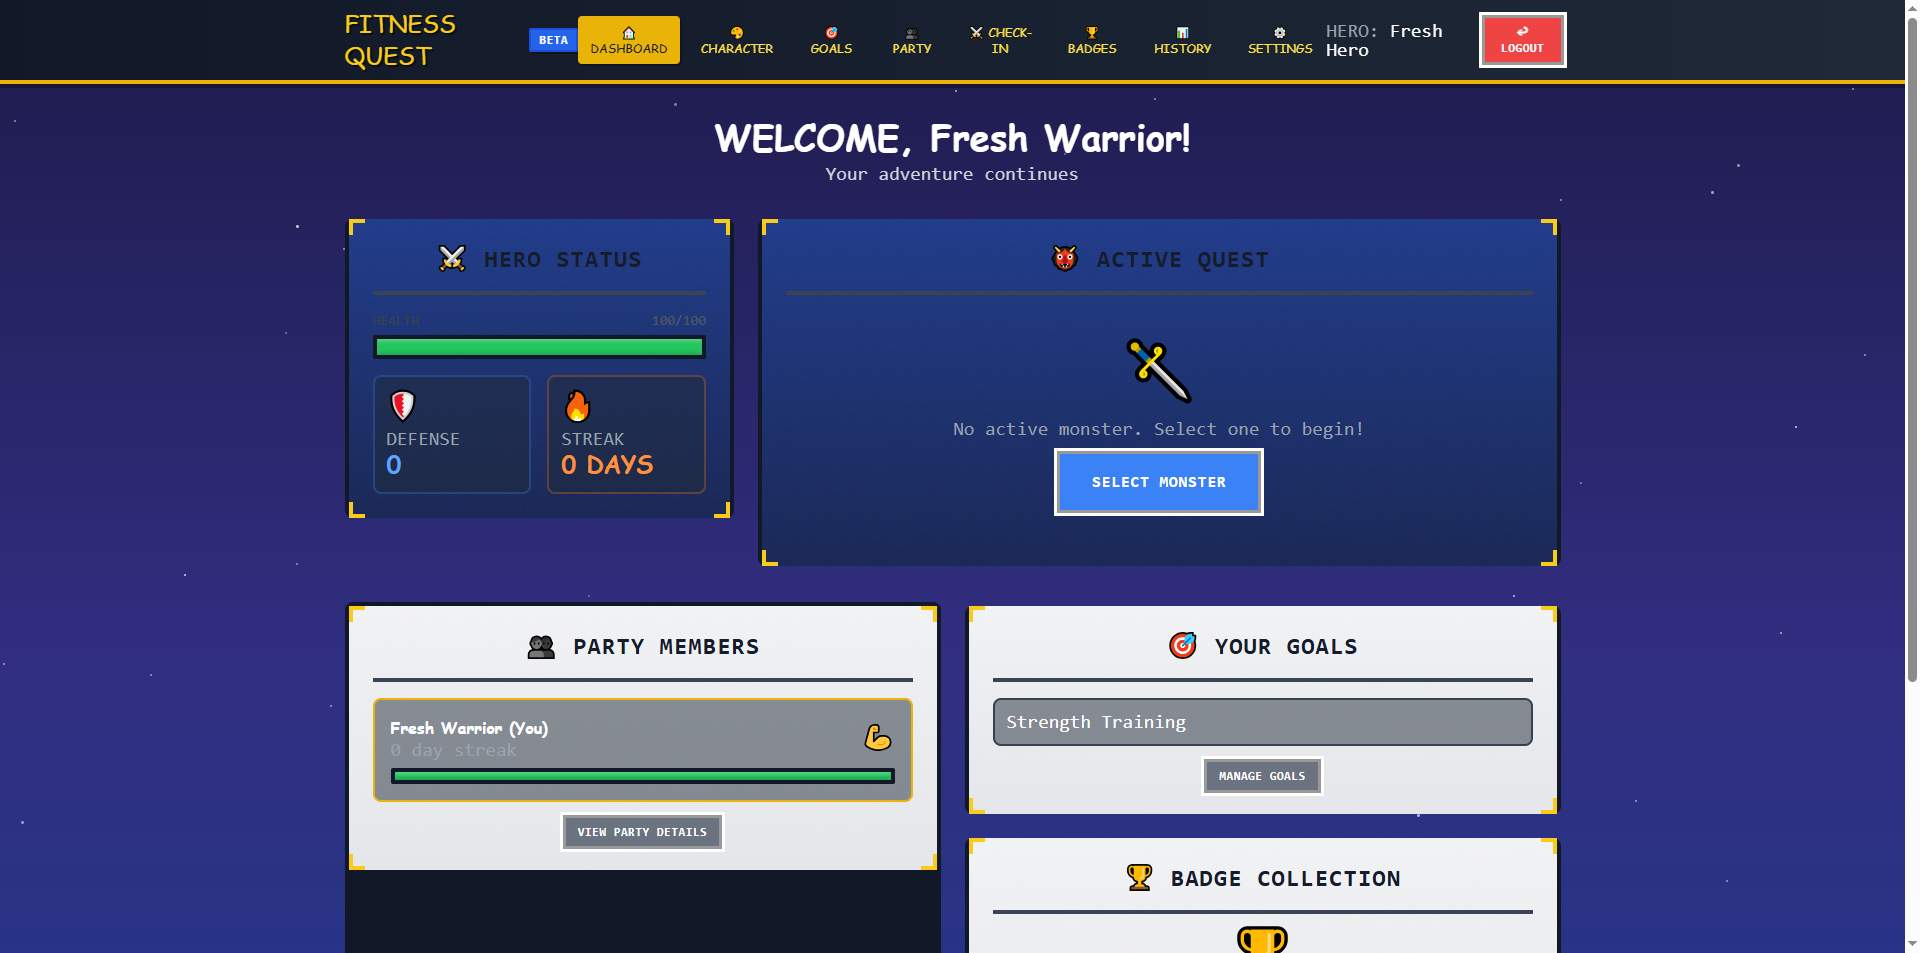 FITNESS
QUEST
BETA
DASHBOARD
CHARACTER
GOALS
PARTY
CHECK-
IN
BADGES
HISTORY
SETTINGS
HERO: Fresh
Hero
LOGOUT
WELCOME, Fresh Warrior!
Your adventure continues
HERO STATUS
HEALTH 100/100
DEFENSE
0
STREAK
0 DAYS
ACTIVE QUEST
No active monster. Select one to begin!
SELECT MONSTER
PARTY MEMBERS
Fresh Warrior (You)
0 day streak
VIEW PARTY DETAILS
YOUR GOALS
Strength Training
MANAGE GOALS
BADGE COLLECTION